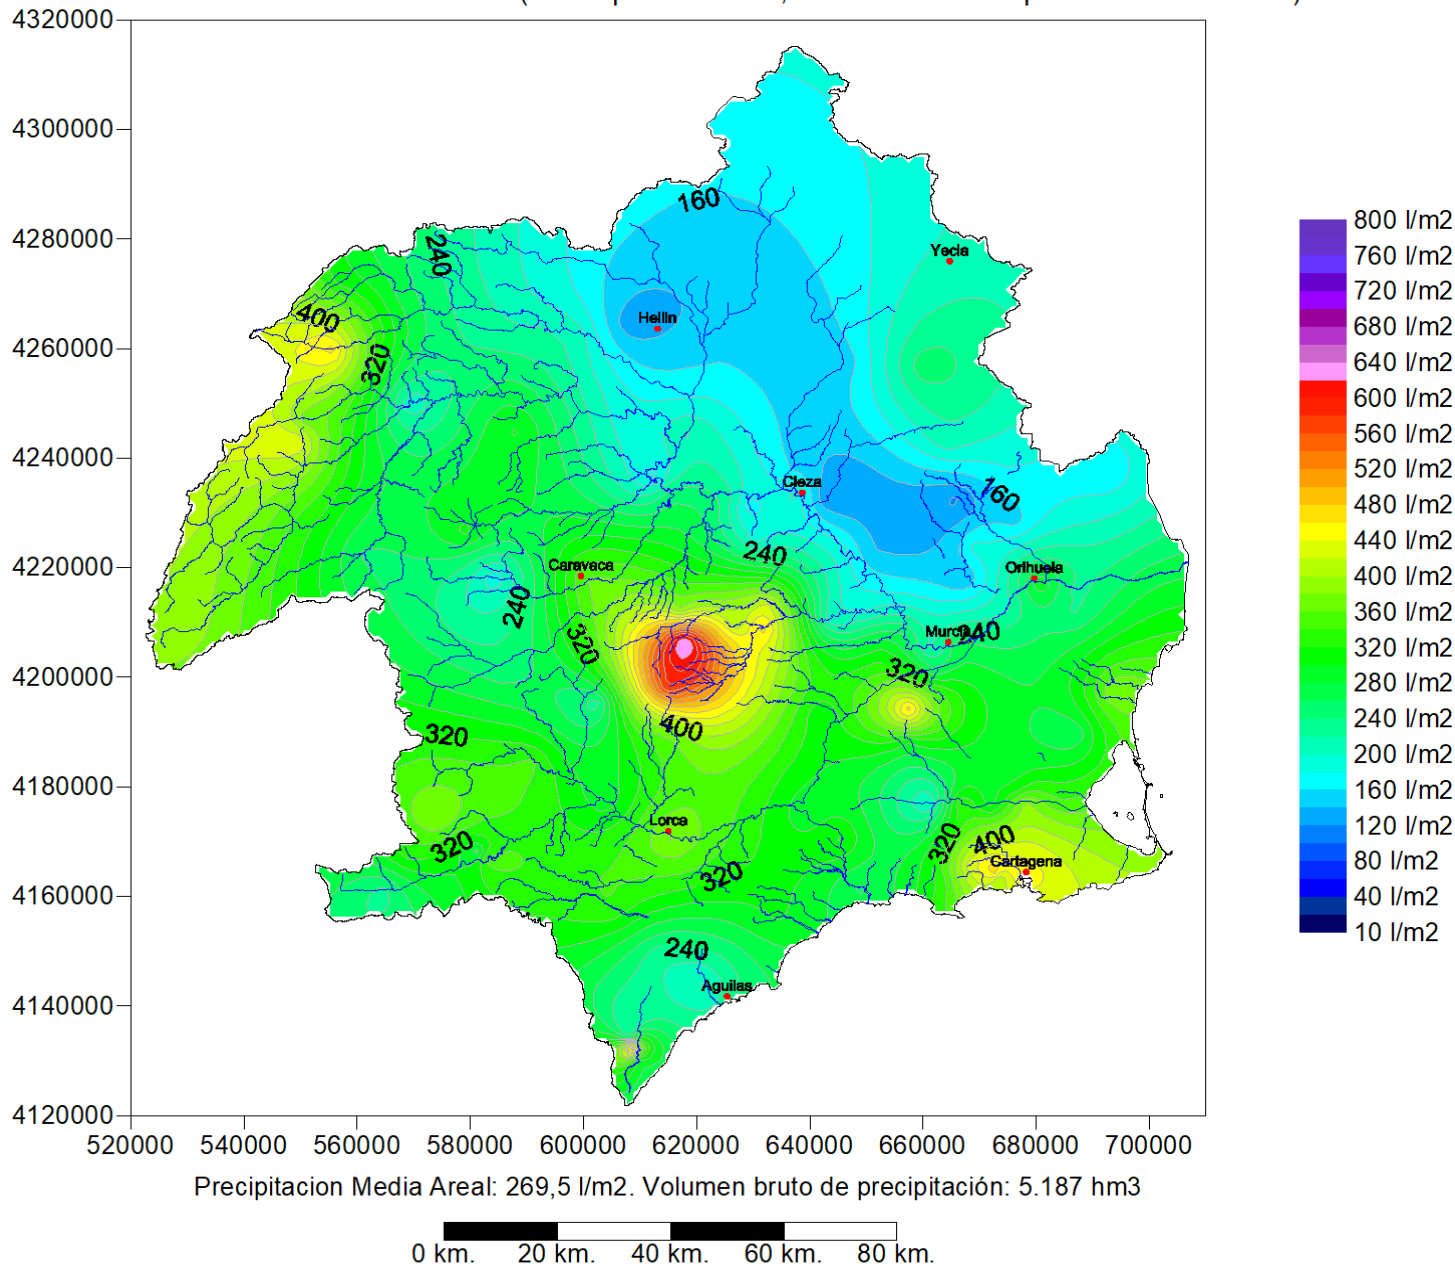 4320000
4300000
4280000
4260000
4240000
4220000
4200000
4180000
4160000
4140000
4120000
520000 540000 560000 580000 600000 620000 640000 660000 680000 700000
160
240
Yecla
400
Hellin
320
Cieza
160
240
Caravaca
Orihuela
240
Murcia
240
320
320
400
320
Lorca
320
400
320
Cartagena
320
240
Aguilas
800 l/m2
760 l/m2
720 l/m2
680 l/m2
640 l/m2
600 l/m2
560 l/m2
520 l/m2
480 l/m2
440 l/m2
400 l/m2
360 l/m2
320 l/m2
280 l/m2
240 l/m2
200 l/m2
160 l/m2
120 l/m2
80 l/m2
40 l/m2
10 l/m2
Precipitacion Media Areal: 269,5 l/m2. Volumen bruto de precipitación: 5.187 hm3
0 km. 20 km. 40 km. 60 km. 80 km.